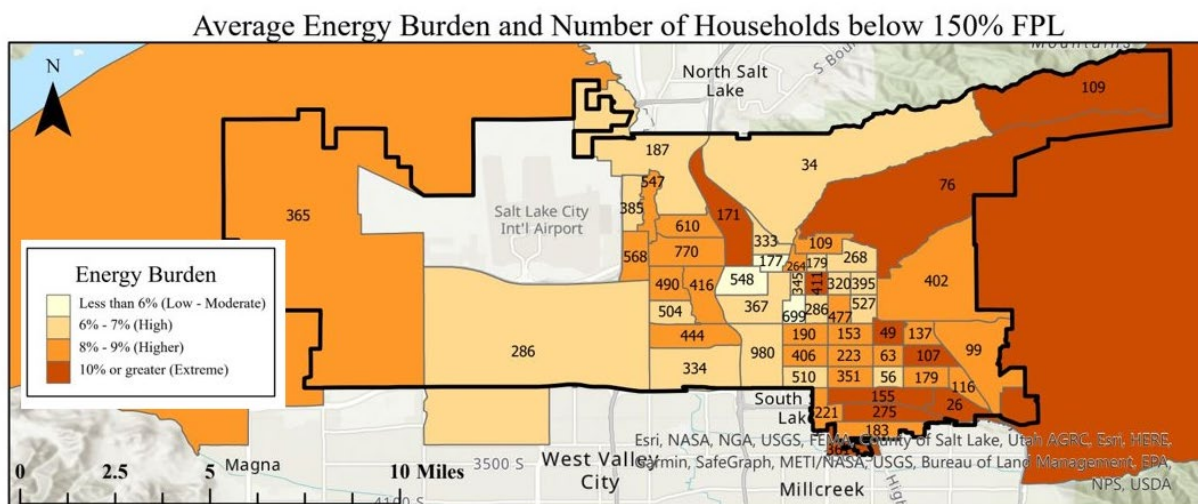 Average Energy Burden and Number of Households below 150% FPL
N
North Salt
Lake
109
187
34
547
76
385
171
365
Salt Lake City
Int'l Airport
610
333
109
568
770
177
264
179
268
402
490
416
548
345
411
320
395
504
367
699
286
477
527
444
190
153
49
137
286
980
99
334
406
223
63
107
510
351
56
179
116
South
Lak
155
26
221
275
183
361
Energy Burden
Less than 6% (Low - Moderate)
6% - 7% (High)
8% - 9% (Higher)
10% or greater (Extreme)
Esri, NASA, NGA, USGS, FEMA, County of Salt Lake, Utah AGRC, Esri, HERE,
Garmin, SafeGraph, METI/NASA, USGS, Bureau of Land Management, EPA,
NPS, USDA
0 2.5 5 10 Miles
Magna
3500 S
West Valley
City
Millcreek
4100 S